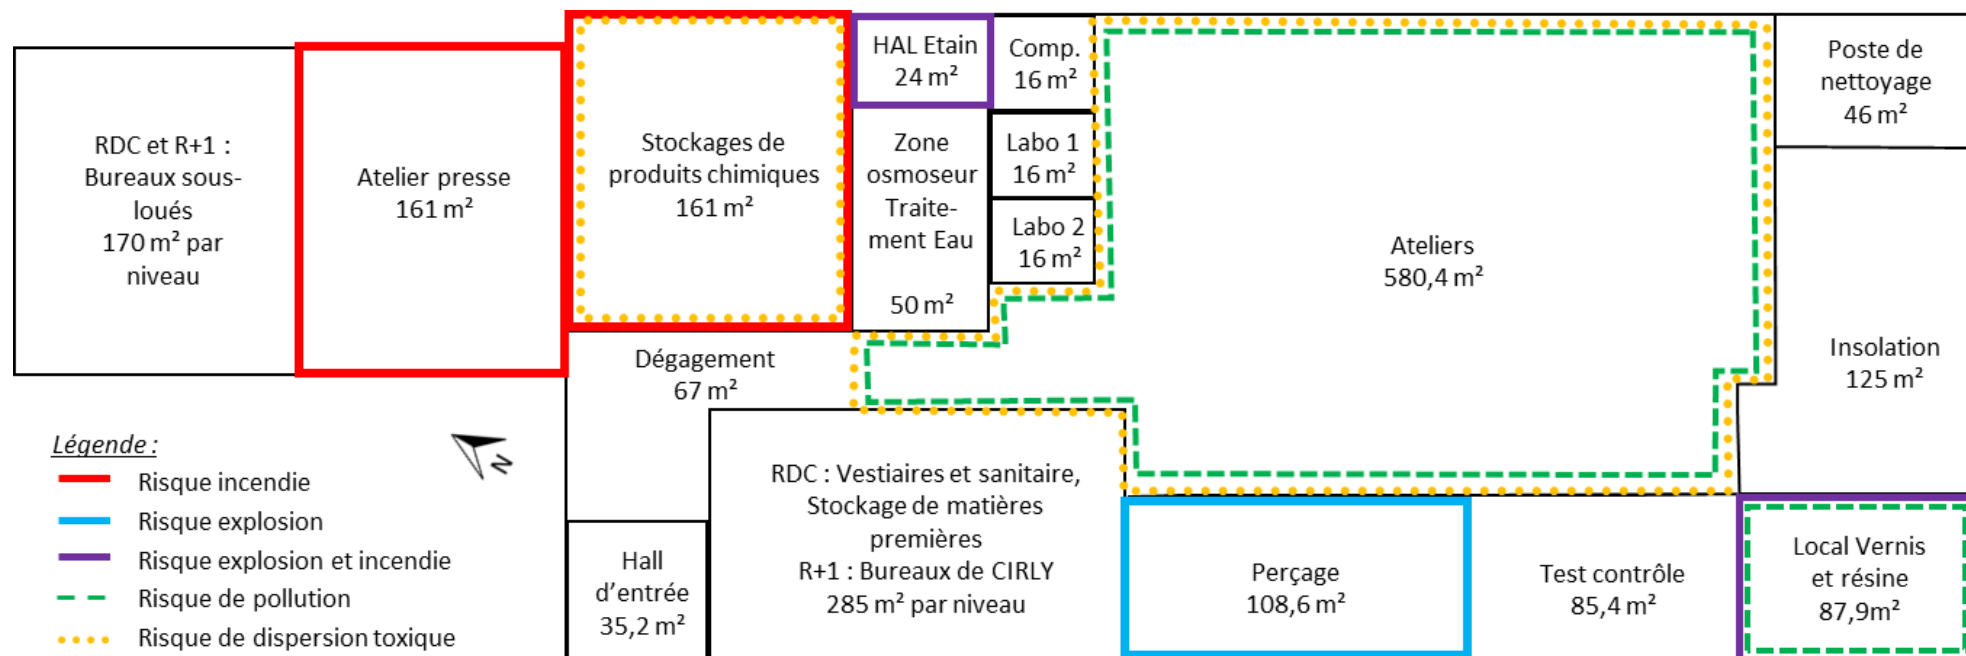 RDC et R+1 :
Bureaux sous-
loués
170 m² par
niveau
Atelier presse
161 m²
Stockages de
produits chimiques
161 m²
HAL Etain
24 m²
Comp.
16 m²
Zone
osmoseur
Traite-
ment Eau
50 m²
Labo 1
16 m²
Labo 2
16 m²
Ateliers
580,4 m²
Poste de
nettoyage
46 m²
Insolation
125 m²
Dégagement
67 m²
Hall
d’entrée
35,2 m²
RDC : Vestiaires et sanitaire,
Stockage de matières
premières
R+1 : Bureaux de CIRLY
285 m² par niveau
Perçage
108,6 m²
Test contrôle
85,4 m²
Local Vernis
et résine
87,9m²
Légende :
Risque incendie
Risque explosion
Risque explosion et incendie
Risque de pollution
Risque de dispersion toxique
N